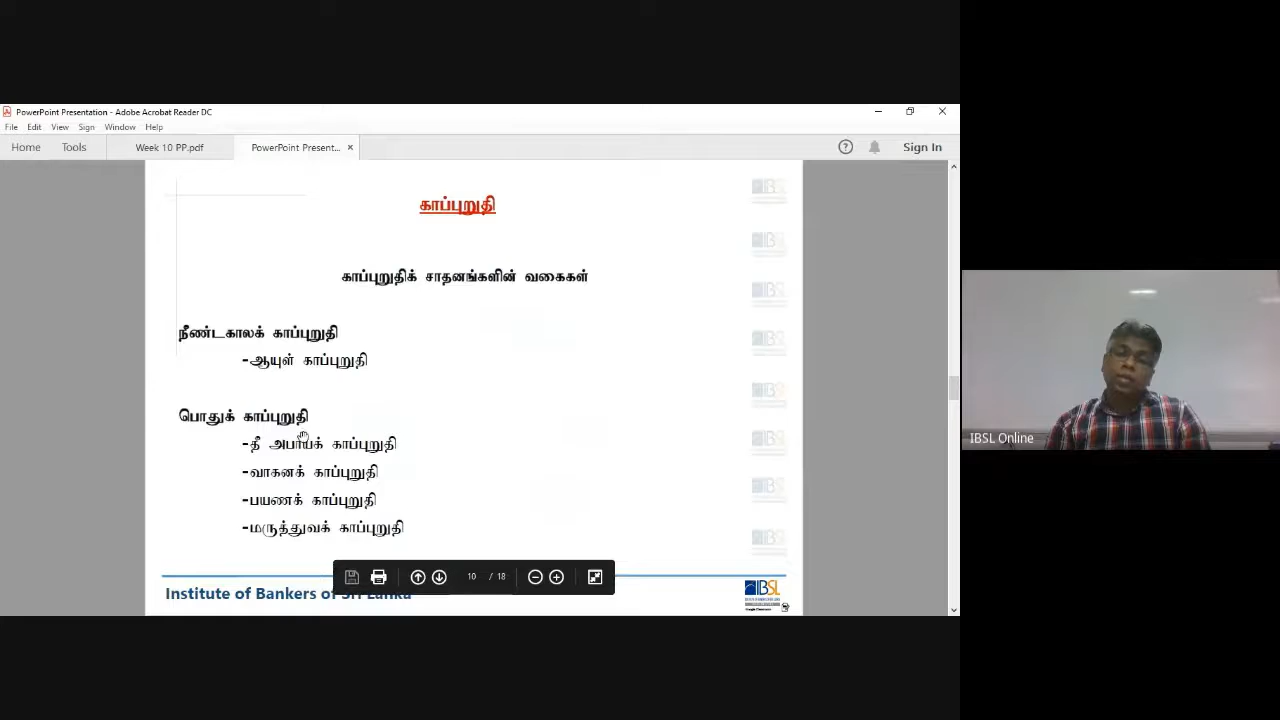 PowerPoint Presentation - Adobe Acrobat Reader DC
File Edit View Sign Window Help
Home Tools Week 10 PP.pdf PowerPoint Present... × Sign In
காப்புறுதி
காப்புறுதிக் சாதனங்களின் வகைகள்
நீண்டகாலக் காப்புறுதி
-ஆயுள் காப்புறுதி
பொதுக் காப்புறுதி
-தீ அபாயக் காப்புறுதி
-வாகனக் காப்புறுதி
-பயணக் காப்புறுதி
-மருத்துவக் காப்புறுதி
10 / 18
Institute of Bankers of Sri Lanka
IBSL
IBSL Online